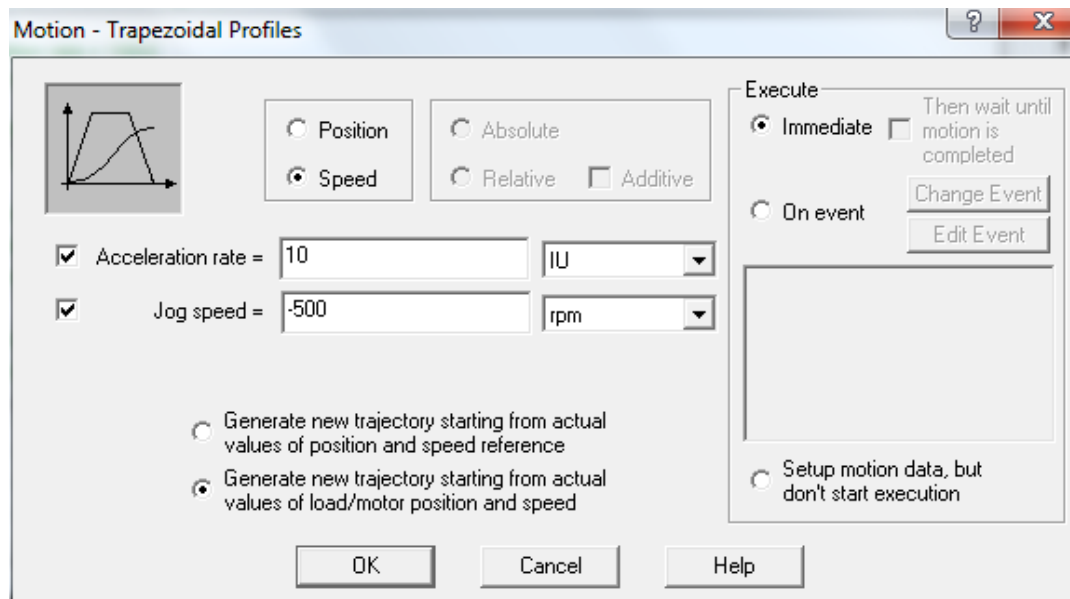 Motion - Trapezoidal Profiles
? X
Position
Speed
Absolute
Relative Additive
Execute
Immediate
Then wait until
motion is
completed
On event
Change Event
Edit Event
Acceleration rate = 10 IU
Jog speed = -500 rpm
Generate new trajectory starting from actual
values of position and speed reference
Generate new trajectory starting from actual
values of load/motor position and speed
Setup motion data, but
don't start execution
OK Cancel Help